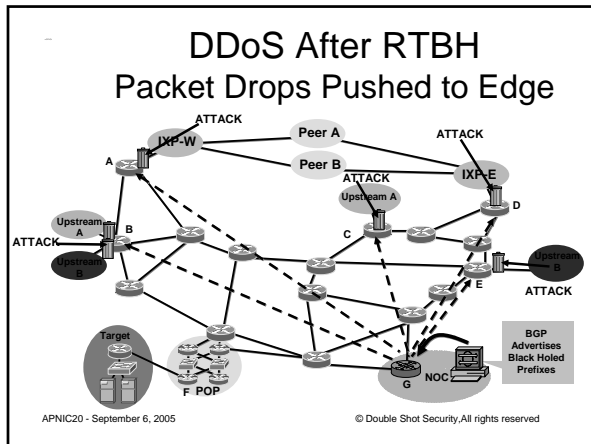 DDoS After RTBH
Packet Drops Pushed to Edge
ATTACK
IXP-W
Peer A
Peer B
ATTACK
IXP-E
A
ATTACK
Upstream A
D
Upstream
A
B
C
ATTACK
Upstream
B
Upstream
B
E
ATTACK
Target
BGP
Advertises
Black Holed
Prefixes
POP
F
G
NOC
APNIC20 - September 6, 2005
© Double Shot Security,All rights reserved